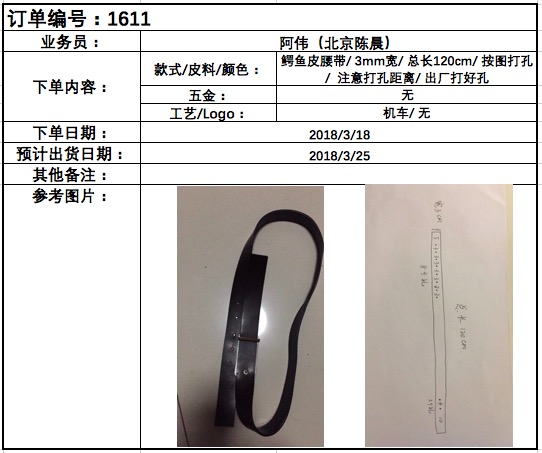 订单编号：1611
业务员： 阿伟（北京陈晨）
下单内容： 款式/皮料/颜色： 鳄鱼皮腰带/ 3mm宽/ 总长120cm/ 按图打孔
/ 注意打孔距离/ 出厂打好孔
五金： 无
工艺/Logo： 机车/ 无
下单日期： 2018/3/18
预计出货日期： 2018/3/25
其他备注：
参考图片：
总长 120cm